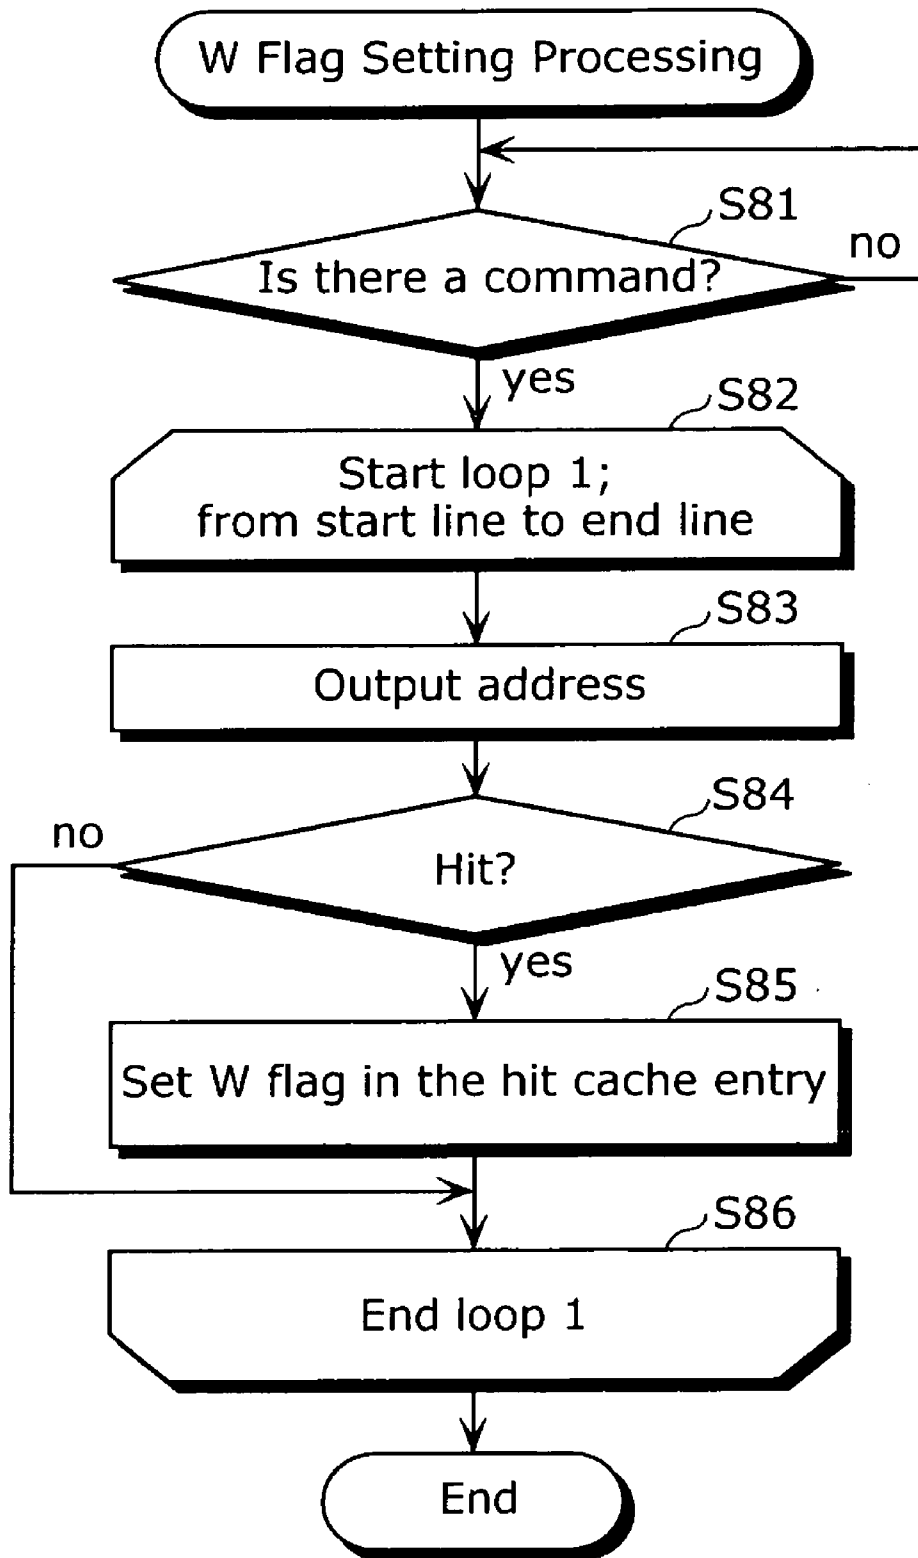 W Flag Setting Processing
S81
Is there a command?
no
yes
S82
Start loop 1;
from start line to end line
S83
Output address
S84
no
Hit?
yes
S85
Set W flag in the hit cache entry
S86
End loop 1
End